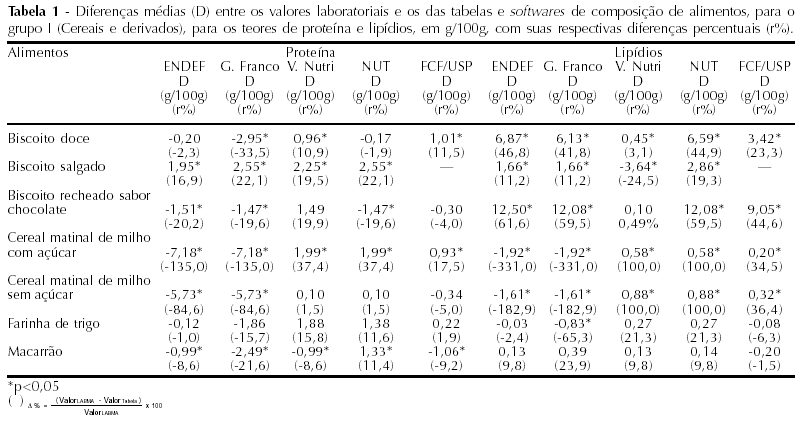 Tabela 1 - Diferenças médias (D) entre os valores laboratoriais e os das tabelas e softwares de composição de alimentos, para o
grupo I (Cereais e derivados), para os teores de proteína e lipídios, em g/100g, com suas respectivas diferenças percentuais (r%).
Alimentos Proteína Lipídios
ENDEF G. Franco V. Nutri NUT FCF/USP ENDEF G. Franco V. Nutri NUT FCF/USP
D D D D D D D D D D
(g/100g) (g/100g) (g/100g) (g/100g) (g/100g) (g/100g) (g/100g) (g/100g) (g/100g) (g/100g)
(r%) (r%) (r%) (r%) (r%) (r%) (r%) (r%) (r%) (r%)
Biscoito doce -0,20 -2,95* 0,96* -0,17 1,01* 6,87* 6,13* 0,45* 6,59* 3,42*
(-2,3) (-33,5) (10,9) (-1,9) (11,5) (46,8) (41,8) (3,1) (44,9) (23,3)
Biscoito salgado 1,95* 2,55* 2,25* 2,55* — 1,66* 1,66* -3,64* 2,86* —
(16,9) (22,1) (19,5) (22,1) (11,2) (11,2) (-24,5) (19,3)
Biscoito recheado sabor
chocolate -1,51* -1,47* 1,49 -1,47* -0,30 12,50* 12,08* 0,10 12,08* 9,05*
(-20,2) (-19,6) (19,9) (-19,6) (-4,0) (61,6) (59,5) 0,49% (59,5) (44,6)
Cereal matinal de milho
com açúcar -7,18* -7,18* 1,99* 1,99* 0,93* -1,92* -1,92* 0,58* 0,58* 0,20*
(-135,0) (-135,0) (37,4) (37,4) (17,5) (-331,0) (-331,0) (100,0) (100,0) (34,5)
Cereal matinal de milho
sem açúcar -5,73* -5,73* 0,10 0,10 -0,34 -1,61* -1,61* 0,88* 0,88* 0,32*
(-84,6) (-84,6) (1,5) (1,5) (-5,0) (-182,9) (-182,9) (100,0) (100,0) (36,4)
Farinha de trigo -0,12 -1,86 1,88 1,38 0,22 -0,03 -0,83* 0,27 0,27 -0,08
(-1,0) (-15,7) (15,8) (11,6) (1,9) (-2,4) (-65,3) (21,3) (21,3) (-6,3)
Macarrão -0,99* -2,49* -0,99* 1,33* -1,06* 0,13 0,39 0,13 0,14 -0,20
(-8,6) (-21,6) (-8,6) (11,4) (-9,2) (9,8) (23,9) (9,8) (9,8) (-1,5)
*p<0,05
( ) Δ % = (ValorLABMA - ValorTabela) x 100
ValorLABMA